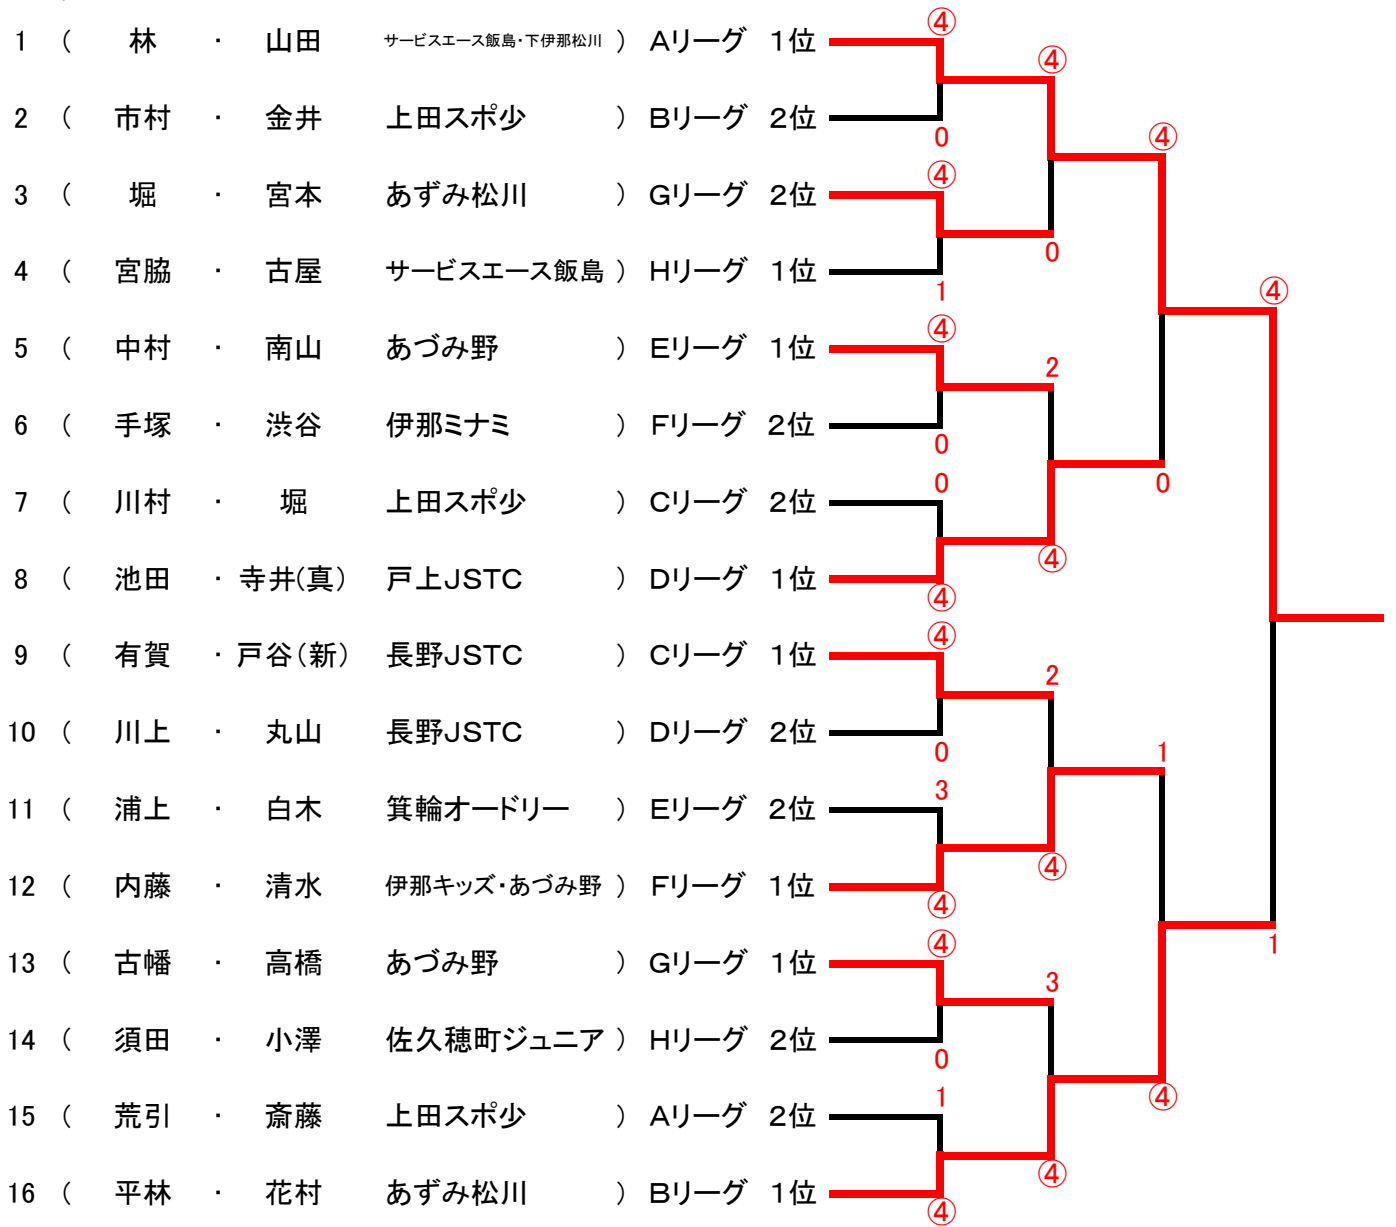 ④
1 （ 林 ・ 山田 サービスエース飯島・下伊那松川 ） Aリーグ 1位
④
2 （ 市村 ・ 金井 上田スポ少 ） Bリーグ 2位
0 ④
④
3 （ 堀 ・ 宮本 あずみ松川 ） Gリーグ 2位
0
4 （ 宮脇 ・ 古屋 サービスエース飯島 ） Hリーグ 1位
1 ④
④
5 （ 中村 ・ 南山 あづみ野 ） Eリーグ 1位
2
6 （ 手塚 ・ 渋谷 伊那ミナミ ） Fリーグ 2位
0
0 0
7 （ 川村 ・ 堀 上田スポ少 ） Cリーグ 2位
④
8 （ 池田 ・ 寺井(真) 戸上JSTC ） Dリーグ 1位
④
④
9 （ 有賀 ・ 戸谷(新) 長野JSTC ） Cリーグ 1位
2
10 （ 川上 ・ 丸山 長野JSTC ） Dリーグ 2位
0 1
3
11 （ 浦上 ・ 白木 箕輪オードリー ） Eリーグ 2位
④
12 （ 内藤 ・ 清水 伊那キッズ・あづみ野 ） Fリーグ 1位
④
④ 1
13 （ 古幡 ・ 高橋 あづみ野 ） Gリーグ 1位
3
14 （ 須田 ・ 小澤 佐久穂町ジュニア ） Hリーグ 2位
0
1 ④
15 （ 荒引 ・ 斎藤 上田スポ少 ） Aリーグ 2位
④
16 （ 平林 ・ 花村 あずみ松川 ） Bリーグ 1位
④